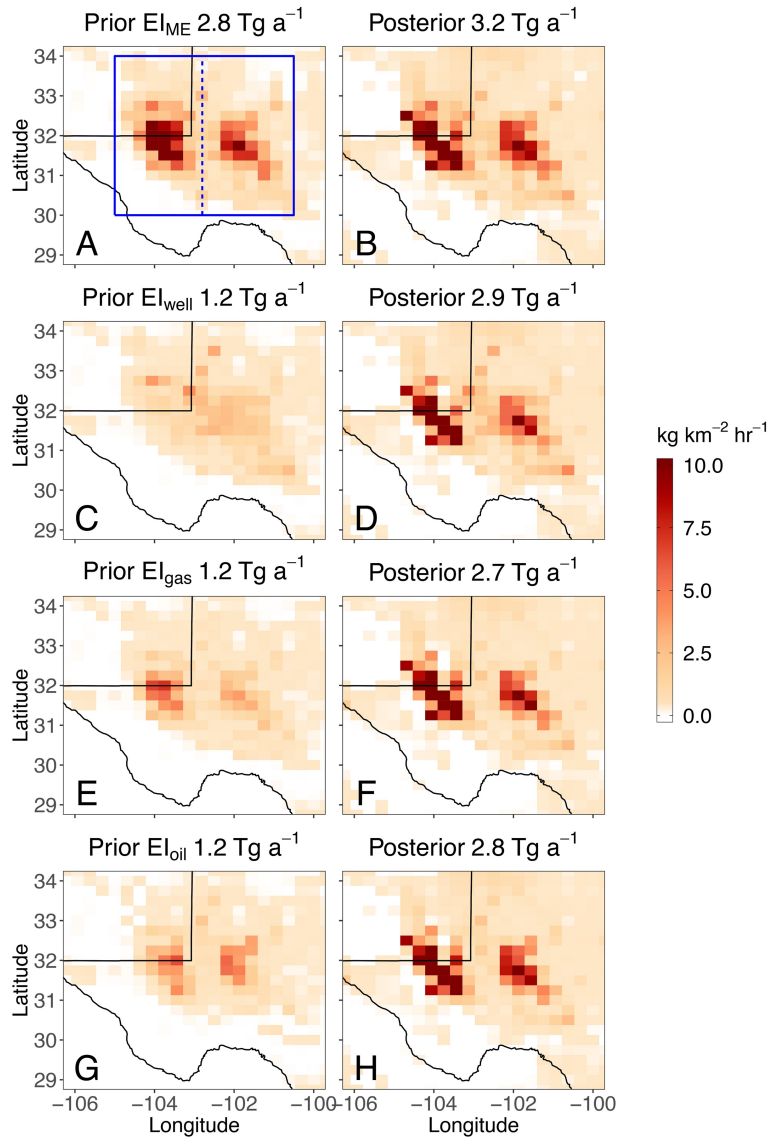 Prior EI_ME 2.8 Tg a⁻¹
Posterior 3.2 Tg a⁻¹
34
33
32
31
30
29
Latitude
A
B
Prior EI_well 1.2 Tg a⁻¹
Posterior 2.9 Tg a⁻¹
34
33
32
31
30
29
Latitude
C
D
kg km⁻² hr⁻¹
10.0
7.5
5.0
2.5
0.0
Prior EI_gas 1.2 Tg a⁻¹
Posterior 2.7 Tg a⁻¹
34
33
32
31
30
29
Latitude
E
F
Prior EI_oil 1.2 Tg a⁻¹
Posterior 2.8 Tg a⁻¹
34
33
32
31
30
29
Latitude
G
H
−106 −104 −102 −100 −106 −104 −102 −100
Longitude
Longitude